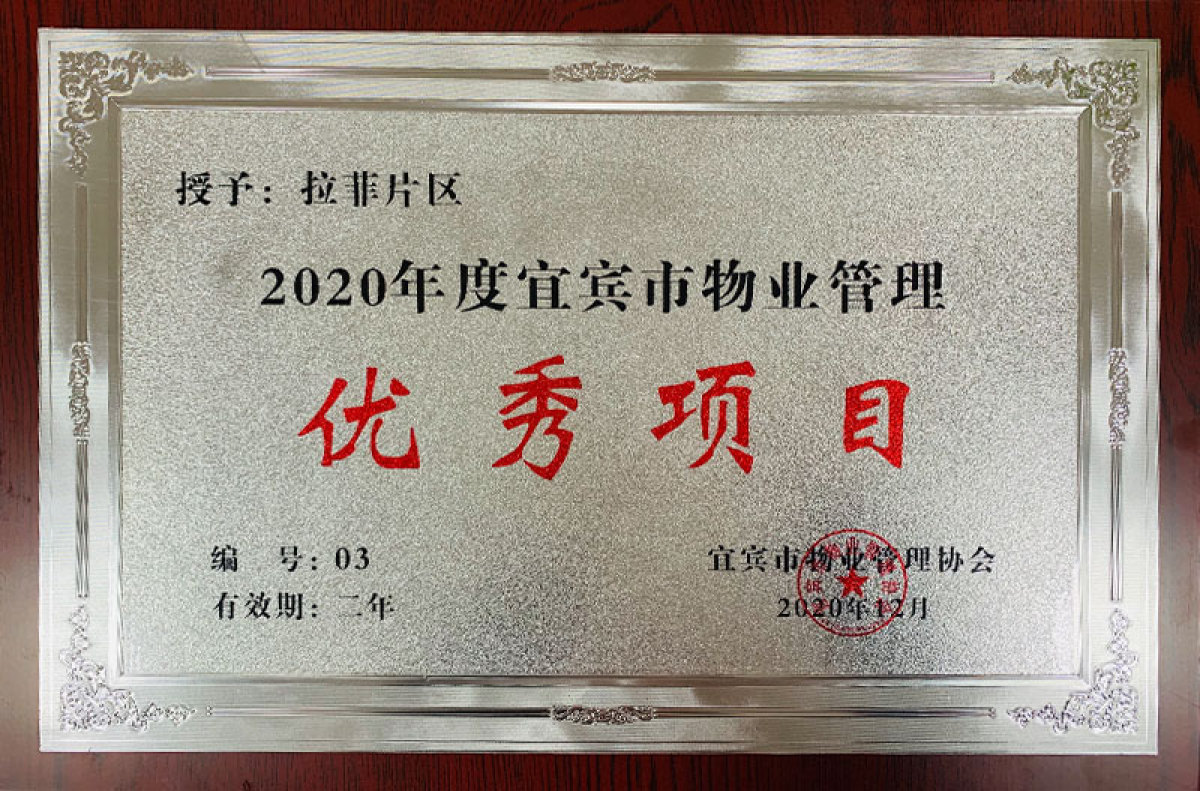 授予：拉菲片区
2020年度宜宾市物业管理
优秀项目
编 号：03
有效期：二年
宜宾市物业管理协会
2020年12月